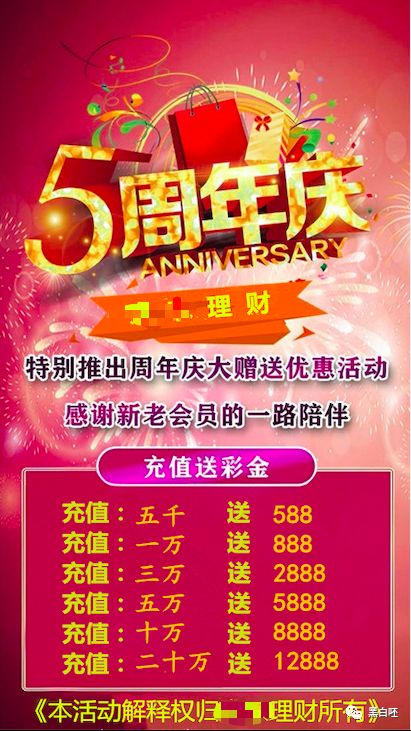 5周年庆
ANNIVERSARY
理财
特别推出周年庆大赠送优惠活动
感谢新老会员的一路陪伴
充值送彩金
充值：五千 送 588
充值：一万 送 888
充值：三万 送 2888
充值：五万 送 5888
充值：十万 送 8888
充值：二十万 送 12888
《本活动解释权归理财所有》
黑白呸